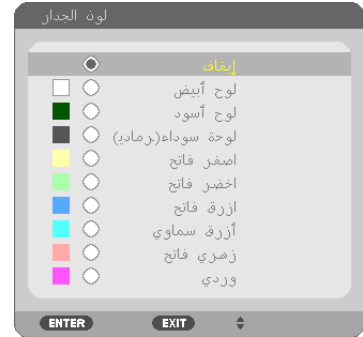 لون الجدار
إيقاف
لوح أبيض
لوح أسود
لوحة سوداء(رمادي)
اصفر فاتح
اخضر فاتح
ازرق فاتح
أزرق سماوي
زهري فاتح
وردي
ENTER EXIT